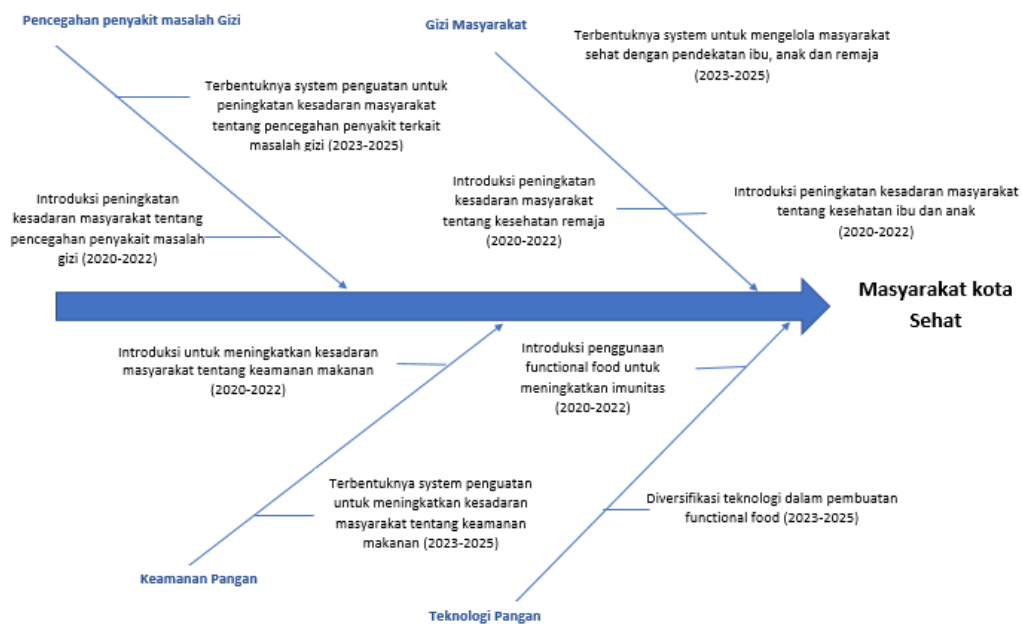 Pencegahan penyakit masalah Gizi
Terbentuknya system penguatan untuk
peningkatan kesadaran masyarakat
tentang pencegahan penyakit terkait
masalah gizi (2023-2025)
Introduksi peningkatan
kesadaran masyarakat tentang
pencegahan penyakait masalah
gizi (2020-2022)
Gizi Masyarakat
Terbentuknya system untuk mengelola masyarakat
sehat dengan pendekatan ibu, anak dan remaja
(2023-2025)
Introduksi peningkatan
kesadaran masyarakat
tentang kesehatan remaja
(2020-2022)
Introduksi peningkatan kesadaran masyarakat
tentang kesehatan ibu dan anak
(2020-2022)
Masyarakat kota
Sehat
Introduksi untuk meningkatkan kesadaran
masyarakat tentang keamanan makanan
(2020-2022)
Terbentuknya system penguatan
untuk meningkatkan kesadaran
masyarakat tentang keamanan
makanan (2023-2025)
Keamanan Pangan
Introduksi penggunaan
functional food untuk
meningkatkan imunitas
(2020-2022)
Diversifikasi teknologi dalam pembuatan
functional food (2023-2025)
Teknologi Pangan